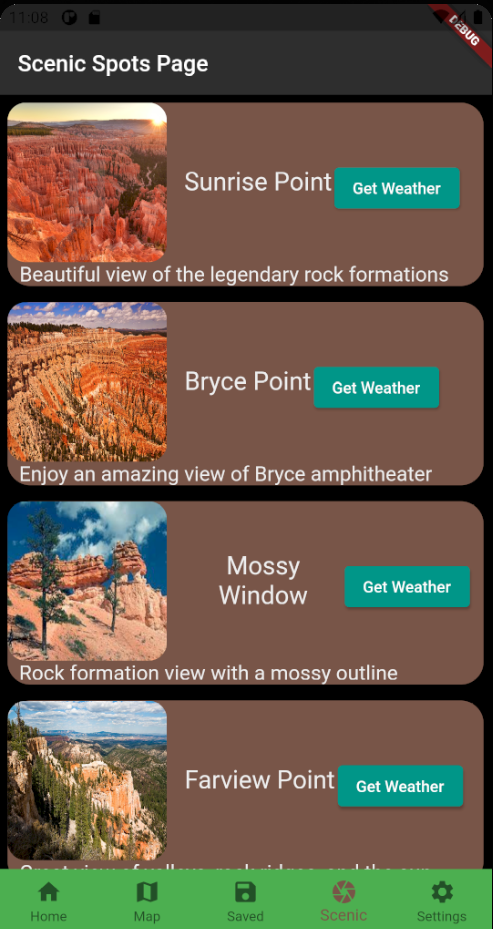 11:08
DEBUG
Scenic Spots Page
Sunrise Point
Get Weather
Beautiful view of the legendary rock formations
Bryce Point
Get Weather
Enjoy an amazing view of Bryce amphitheater
Mossy
Window
Get Weather
Rock formation view with a mossy outline
Farview Point
Get Weather
Home
Map
Saved
Scenic
Settings